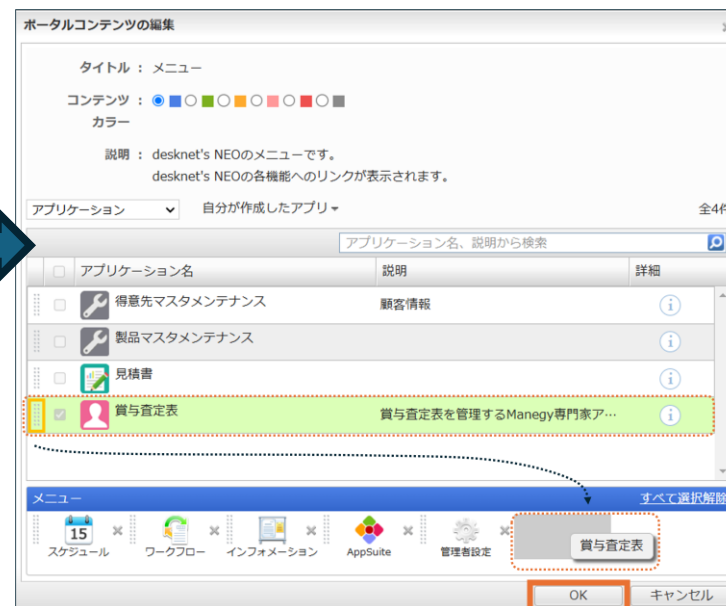 ポータルコンテンツの編集
タイトル : メニュー
コンテンツ :
カラー
説明 : desknet's NEOのメニューです。
desknet's NEOの各機能へのリンクが表示されます。
アプリケーション 自分が作成したアプリ 全4件
アプリケーション名、説明から検索
アプリケーション名 説明 詳細
得意先マスタメンテナンス 顧客情報
製品マスタメンテナンス
見積書
賞与査定表 賞与査定表を管理するManegy専門家ア…
メニュー すべて選択解除
15
スケジュール ワークフロー インフォメーション AppSuite 管理者設定 賞与査定表
OK キャンセル